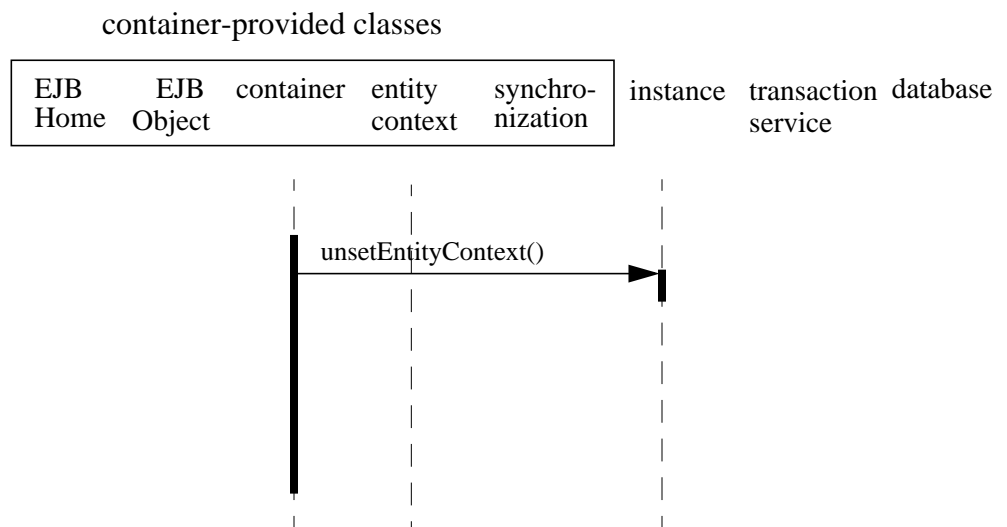 container-provided classes
EJB Home
EJB Object
container
entity context
synchro-
nization
instance
transaction service
database
unsetEntityContext()